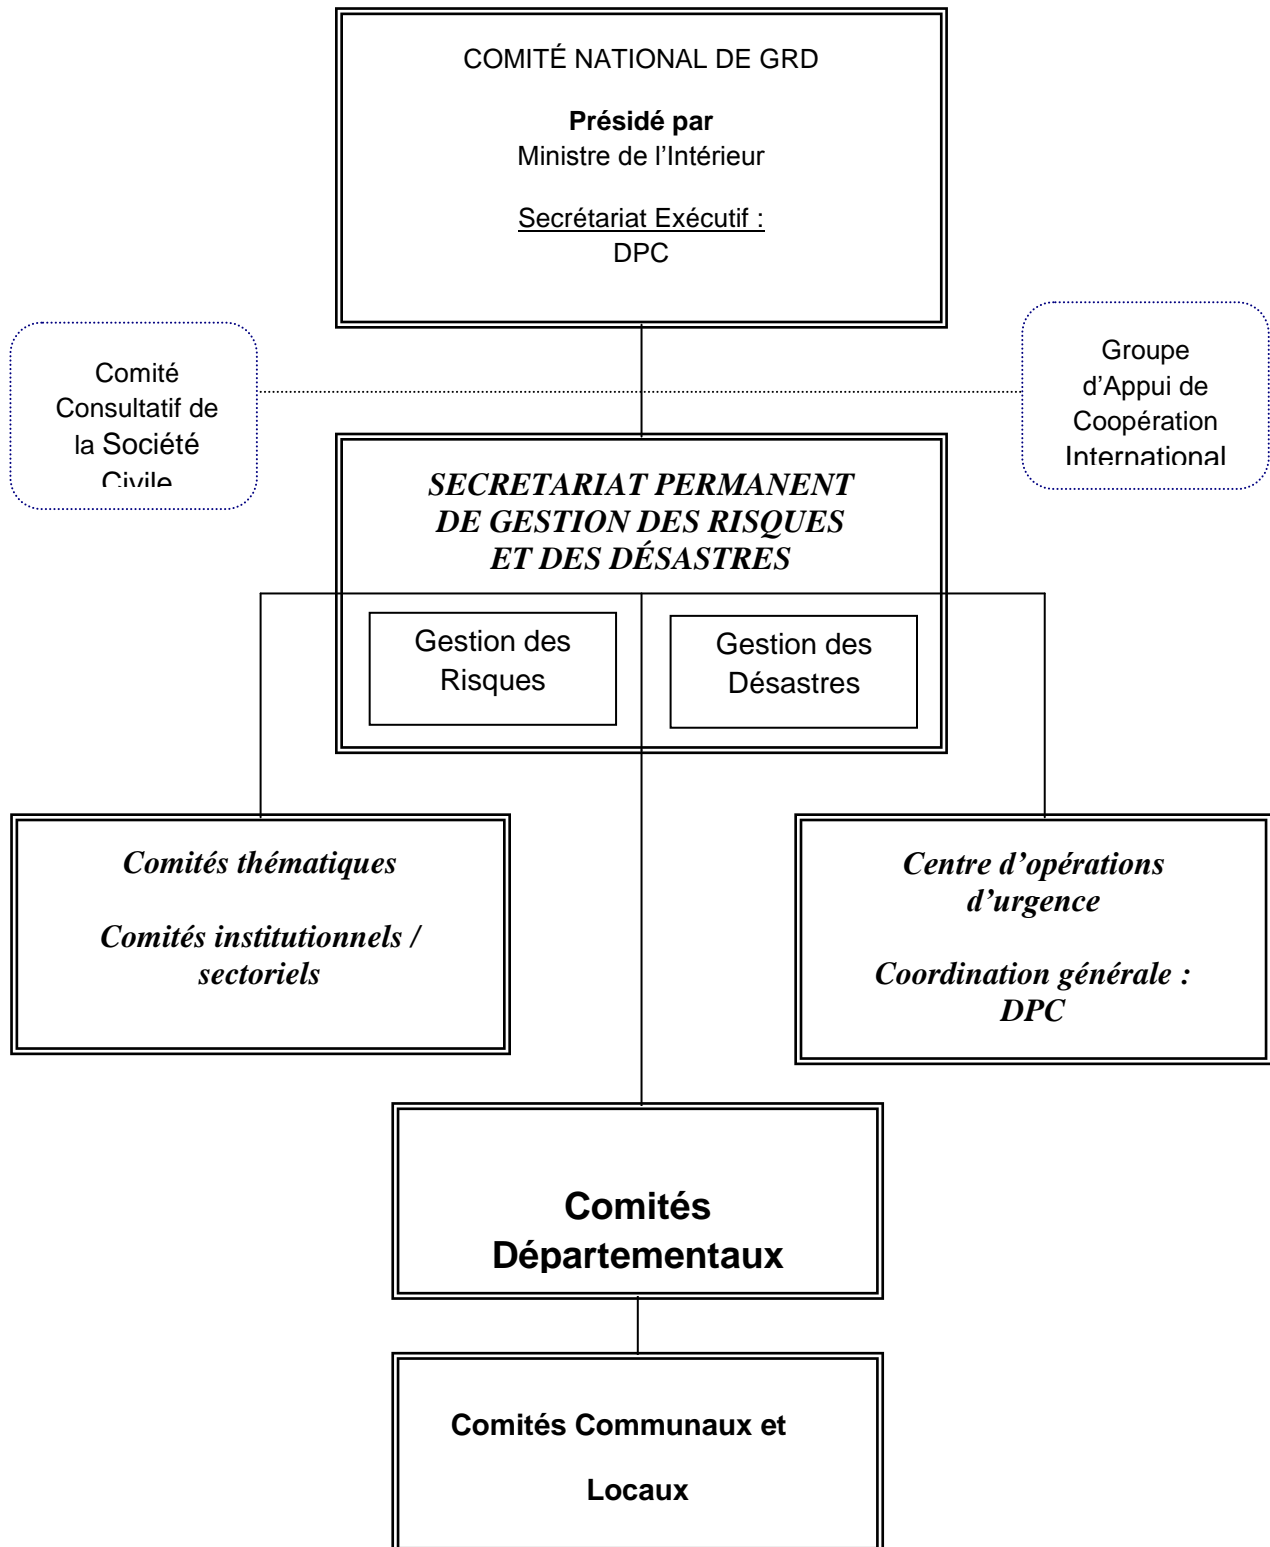 COMITÉ NATIONAL DE GRD
Présidé par
Ministre de l’Intérieur
Secrétariat Exécutif :
DPC
Comité
Consultatif de
la Société
Civile
Groupe
d’Appui de
Coopération
International
SECRETARIAT PERMANENT
DE GESTION DES RISQUES
ET DES DÉSASTRES
Gestion des
Risques
Gestion des
Désastres
Comités thématiques
Comités institutionnels /
sectoriels
Centre d’opérations
d’urgence
Coordination générale :
DPC
Comités
Départementaux
Comités Communaux et
Locaux